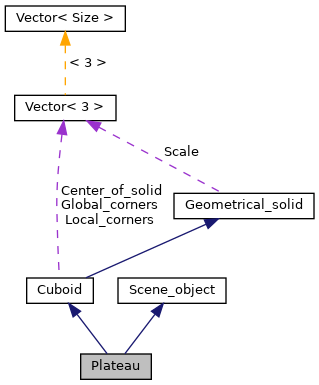 Vector< Size >
< 3 >
Vector< 3 >
Scale
Center_of_solid
Global_corners
Local_corners
Geometrical_solid
Cuboid
Scene_object
Plateau